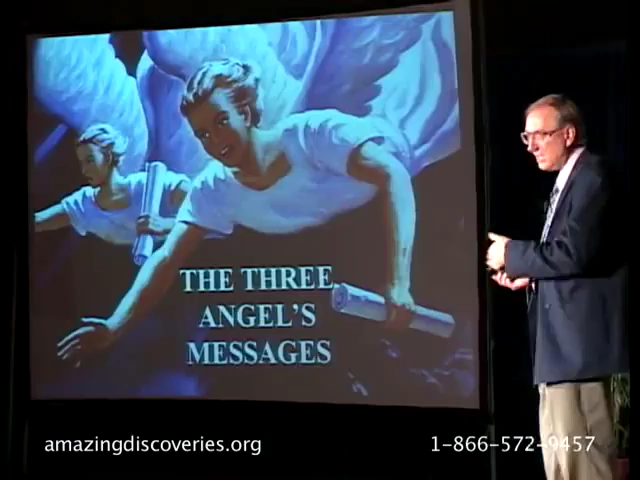 THE THREE
ANGEL'S
MESSAGES
amazingdiscoveries.org
1-866-572-9457